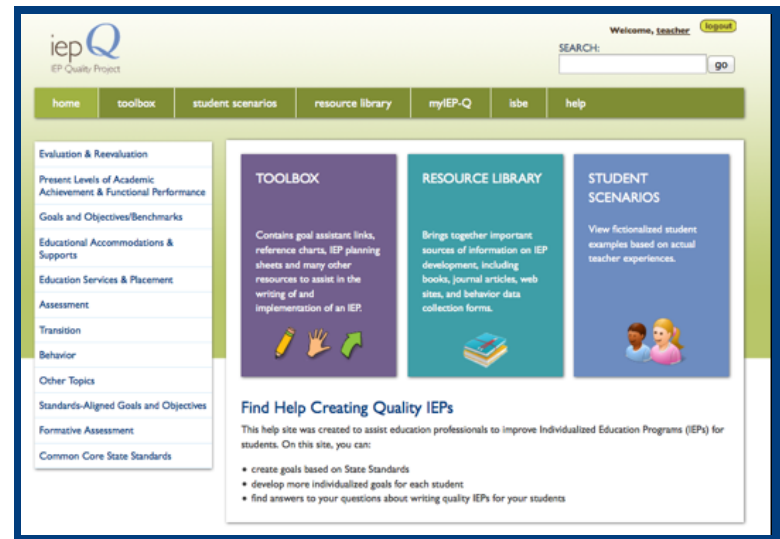 iep Q
IEP Quality Project
Welcome, teacher
logout
SEARCH:
go
home toolbox student scenarios resource library myIEP-Q isbe help
Evaluation & Reevaluation
Present Levels of Academic
Achievement & Functional Performance
Goals and Objectives/Benchmarks
Educational Accommodations &
Supports
Education Services & Placement
Assessment
Transition
Behavior
Other Topics
Standards-Aligned Goals and Objectives
Formative Assessment
Common Core State Standards
TOOLBOX
Contains goal assistant links,
reference charts, IEP planning
sheets and many other
resources to assist in the
writing of and
implementation of an IEP.
RESOURCE LIBRARY
Brings together important
sources of information on IEP
development, including
books, journal articles, web
sites, and behavior data
collection forms.
STUDENT
SCENARIOS
View fictionalized student
examples based on actual
teacher experiences.
Find Help Creating Quality IEPs
This help site was created to assist education professionals to improve Individualized Education Programs (IEPs) for
students. On this site, you can:
• create goals based on State Standards
• develop more individualized goals for each student
• find answers to your questions about writing quality IEPs for your students